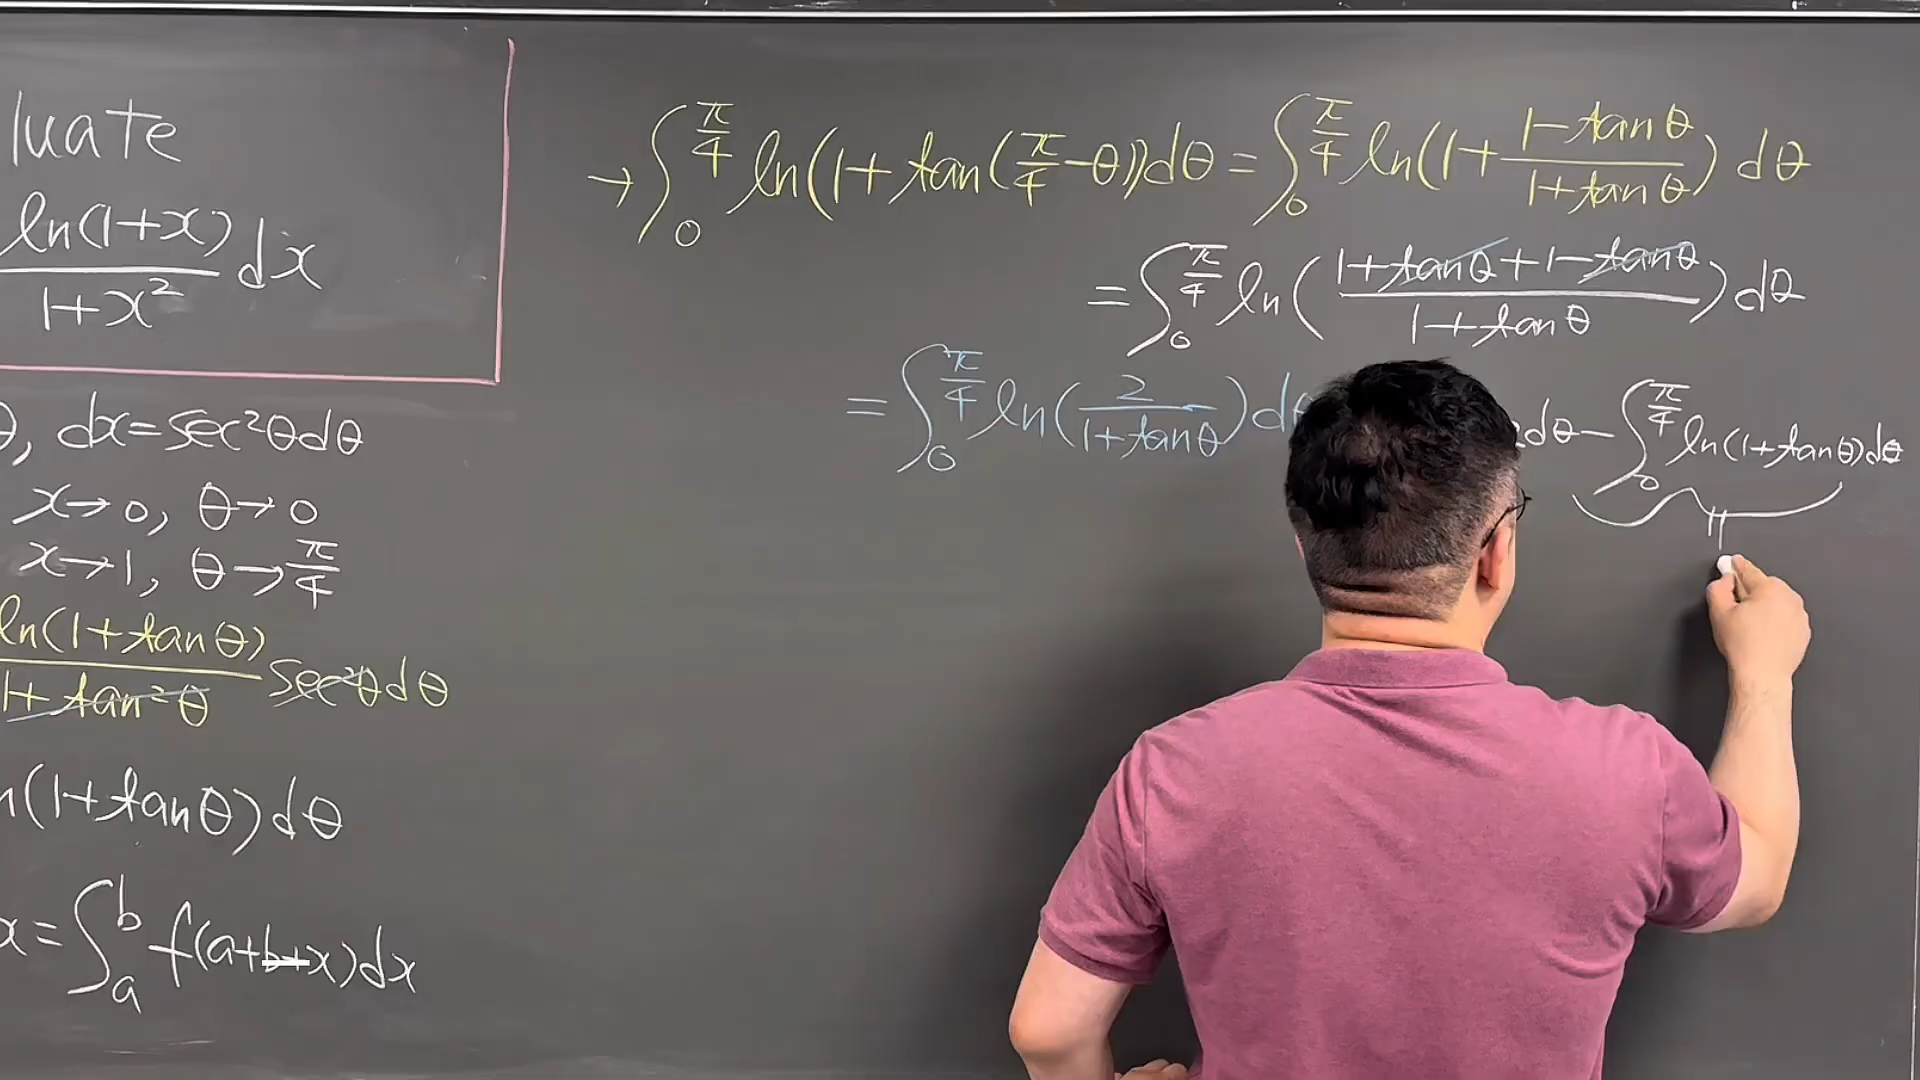 luate
ln(1+x)/(1+x²) dx
θ, dx=sec²θdθ
x→0, θ→0
x→1, θ→π/4
ln(1+tanθ)/(1+tan²θ) sec²θdθ
n(1+tanθ)dθ
x=∫_a^b f(a+b+x)dx
→∫_0^(π/4) ln(1+tan(π/4-θ))dθ=∫_0^(π/4) ln(1+(1-tanθ)/(1+tanθ))dθ
=∫_0^(π/4) ln((1+tanθ+1-tanθ)/(1+tanθ))dθ
=∫_0^(π/4) ln(2/(1+tanθ))dθ
dθ-∫_0^(π/4) ln(1+tanθ)dθ